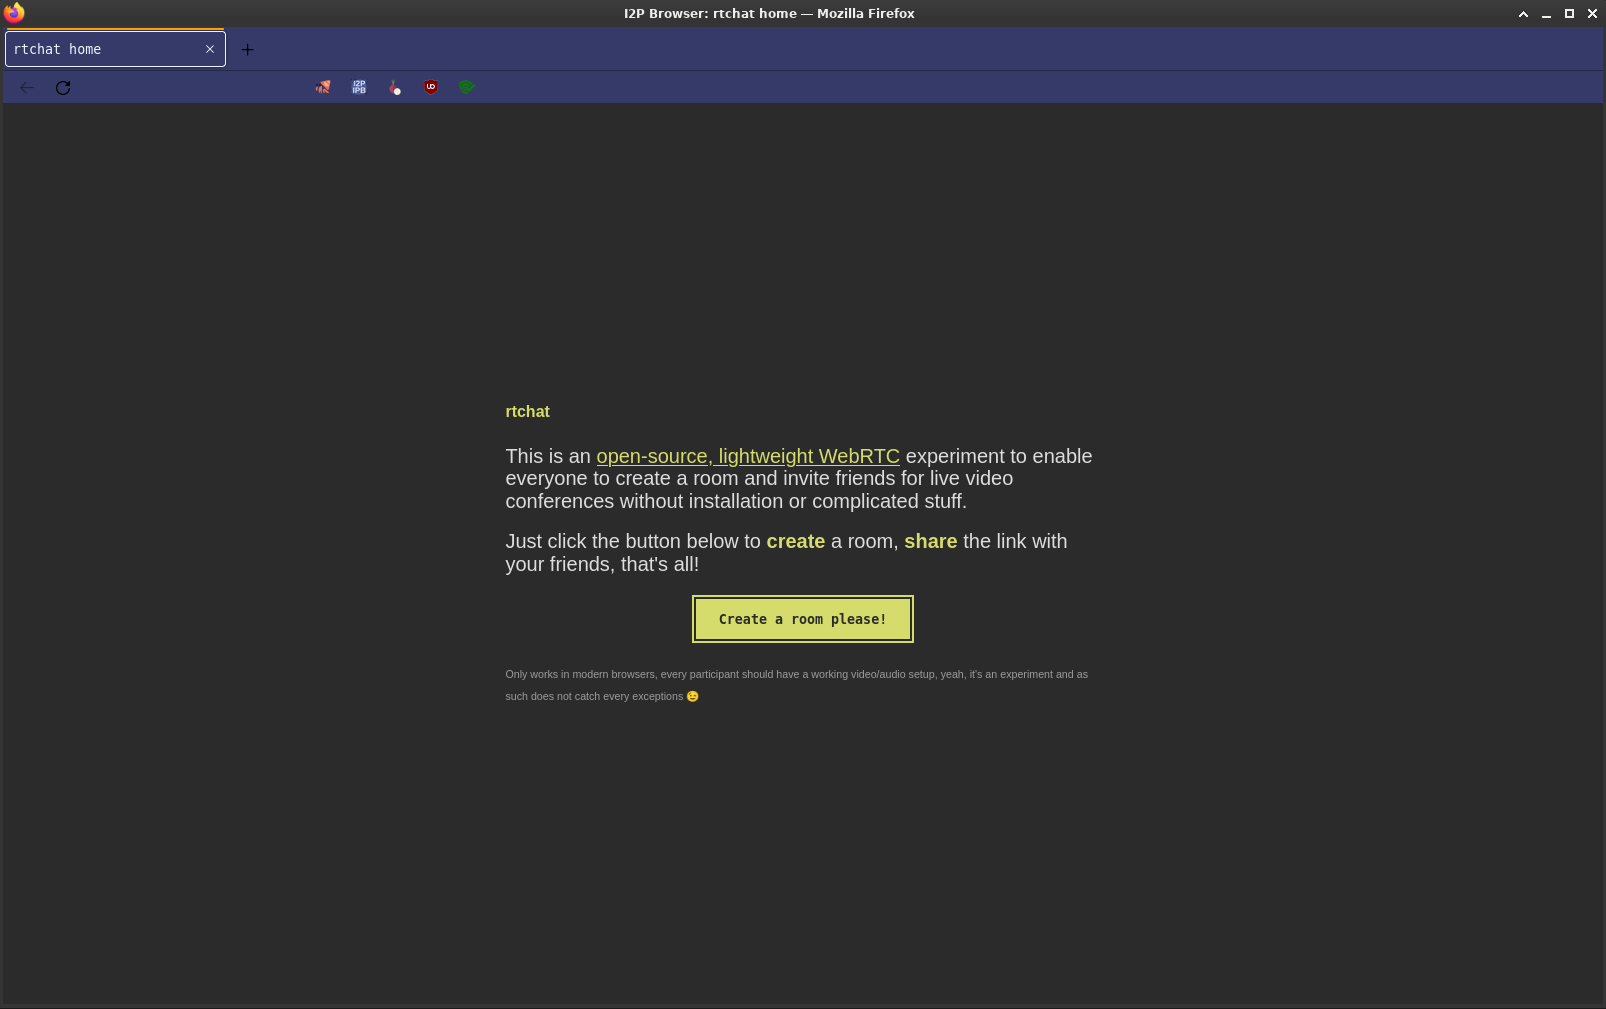 I2P Browser: rtchat home — Mozilla Firefox
rtchat home
I2P
IPB
rtchat
This is an open-source, lightweight WebRTC experiment to enable
everyone to create a room and invite friends for live video
conferences without installation or complicated stuff.
Just click the button below to create a room, share the link with
your friends, that's all!
Create a room please!
Only works in modern browsers, every participant should have a working video/audio setup, yeah, it's an experiment and as
such does not catch every exceptions 😉